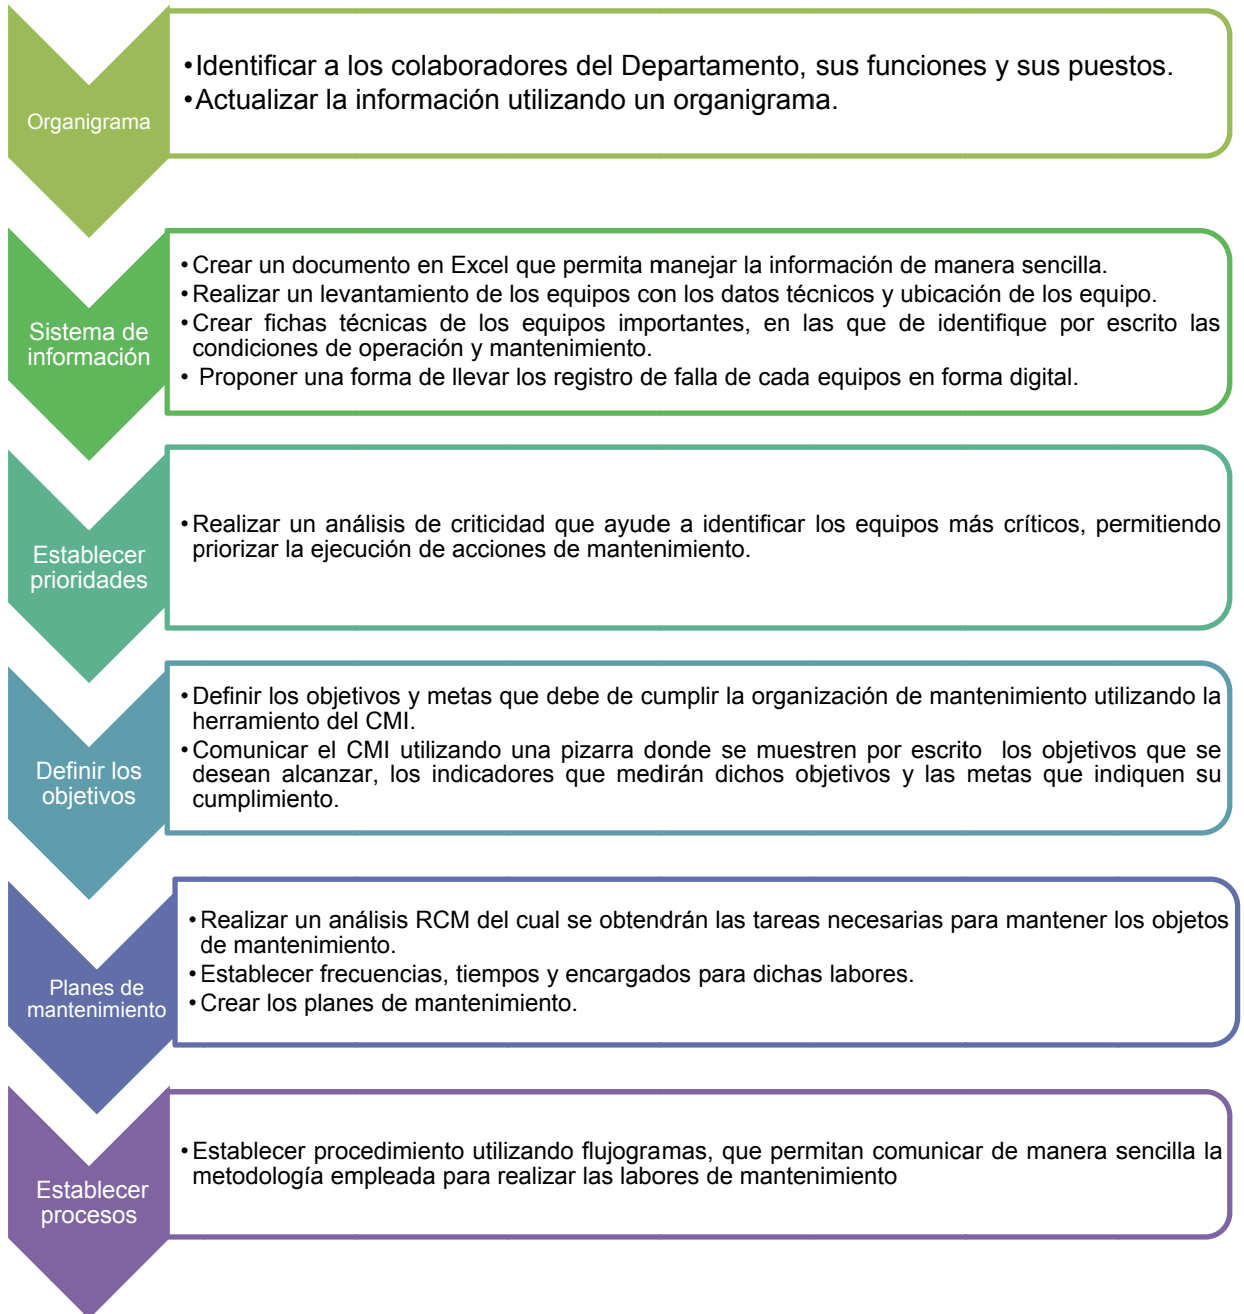 Organigrama
•Identificar a los colaboradores del Departamento, sus funciones y sus puestos.
•Actualizar la información utilizando un organigrama.
Sistema de
información
•Crear un documento en Excel que permita manejar la información de manera sencilla.
•Realizar un levantamiento de los equipos con los datos técnicos y ubicación de los equipo.
•Crear fichas técnicas de los equipos importantes, en las que de identifique por escrito las
condiciones de operación y mantenimiento.
• Proponer una forma de llevar los registro de falla de cada equipos en forma digital.
Establecer
prioridades
•Realizar un análisis de criticidad que ayude a identificar los equipos más críticos, permitiendo
priorizar la ejecución de acciones de mantenimiento.
Definir los
objetivos
•Definir los objetivos y metas que debe de cumplir la organización de mantenimiento utilizando la
herramiento del CMI.
•Comunicar el CMI utilizando una pizarra donde se muestren por escrito los objetivos que se
desean alcanzar, los indicadores que medirán dichos objetivos y las metas que indiquen su
cumplimiento.
Planes de
mantenimiento
•Realizar un análisis RCM del cual se obtendrán las tareas necesarias para mantener los objetos
de mantenimiento.
•Establecer frecuencias, tiempos y encargados para dichas labores.
•Crear los planes de mantenimiento.
Establecer
procesos
•Establecer procedimiento utilizando flujogramas, que permitan comunicar de manera sencilla la
metodología empleada para realizar las labores de mantenimiento